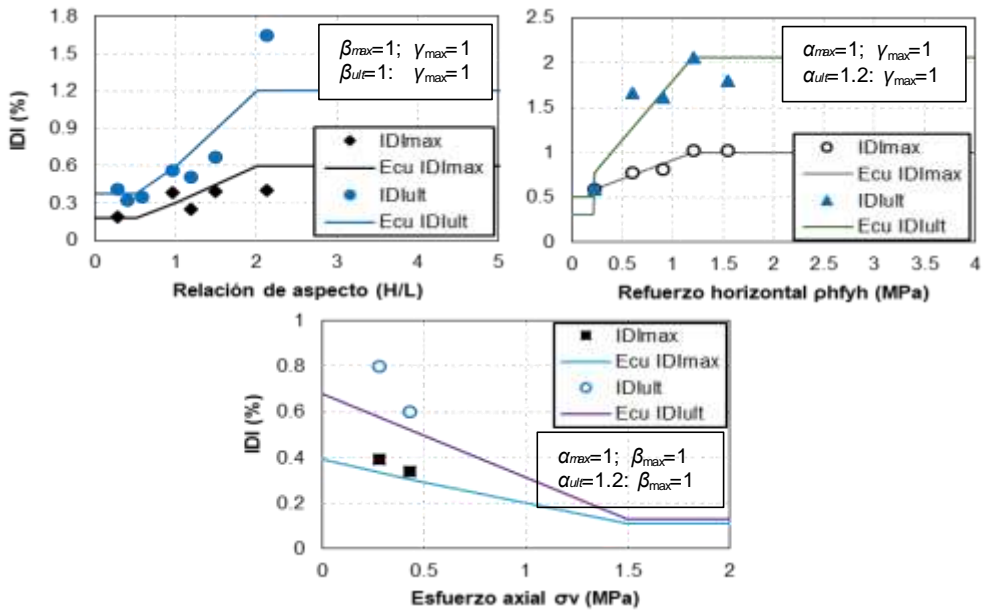 IDI (%)
1.8
1.5
1.2
0.9
0.6
0.3
0
βmax=1; γmax=1
βult=1: γmax=1
IDImax
Ecu IDImax
IDIult
Ecu IDIult
0 1 2 3 4 5
Relación de aspecto (H/L)
2.5
2
1.5
1
0.5
0
αmax=1; γmax=1
αult=1.2: γmax=1
IDImax
Ecu IDImax
IDIult
Ecu IDIult
0 0.5 1 1.5 2 2.5 3 3.5 4
Refuerzo horizontal ρhfyh (MPa)
IDI (%)
1
0.8
0.6
0.4
0.2
0
IDImax
Ecu IDImax
IDIult
Ecu IDIult
αmax=1; βmax=1
αult=1.2: βmax=1
0 0.5 1 1.5 2
Esfuerzo axial σv (MPa)